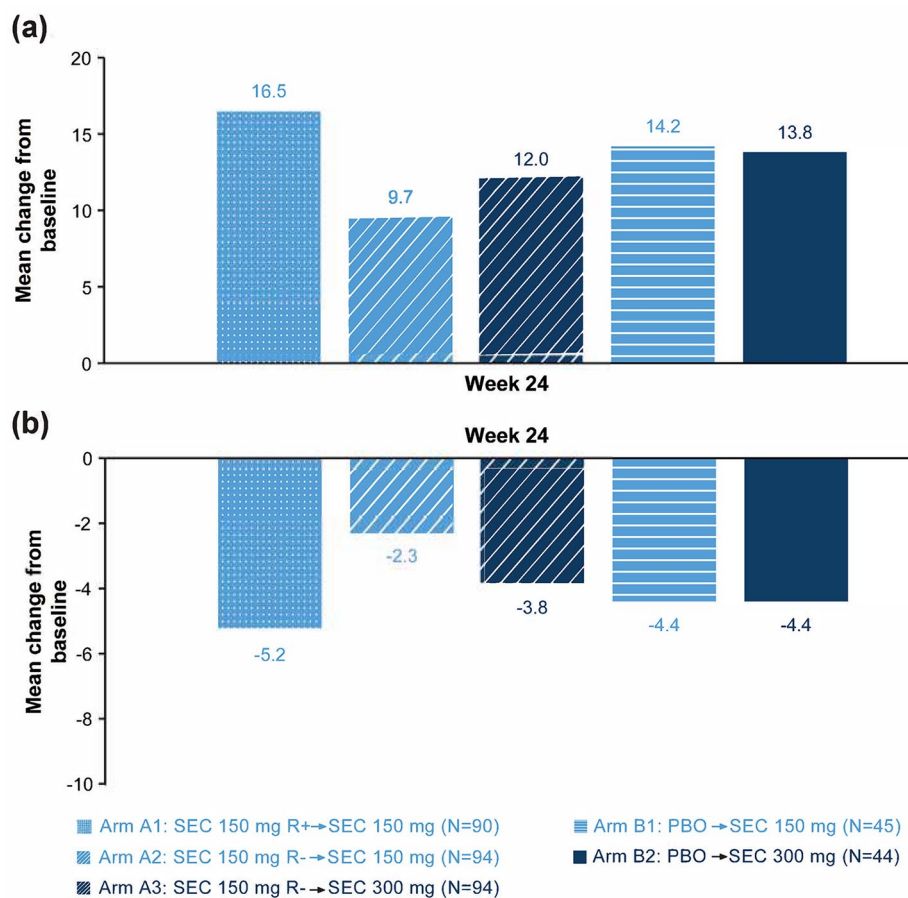 (a)
Mean change from
baseline
20
15
10
5
0
16.5
9.7
12.0
14.2
13.8
Week 24
(b)
Week 24
Mean change from
baseline
0
-2
-4
-6
-8
-10
-5.2
-2.3
-3.8
-4.4
-4.4
Arm A1: SEC 150 mg R+→SEC 150 mg (N=90)
Arm A2: SEC 150 mg R-→SEC 150 mg (N=94)
Arm A3: SEC 150 mg R-→SEC 300 mg (N=94)
Arm B1: PBO→SEC 150 mg (N=45)
Arm B2: PBO→SEC 300 mg (N=44)